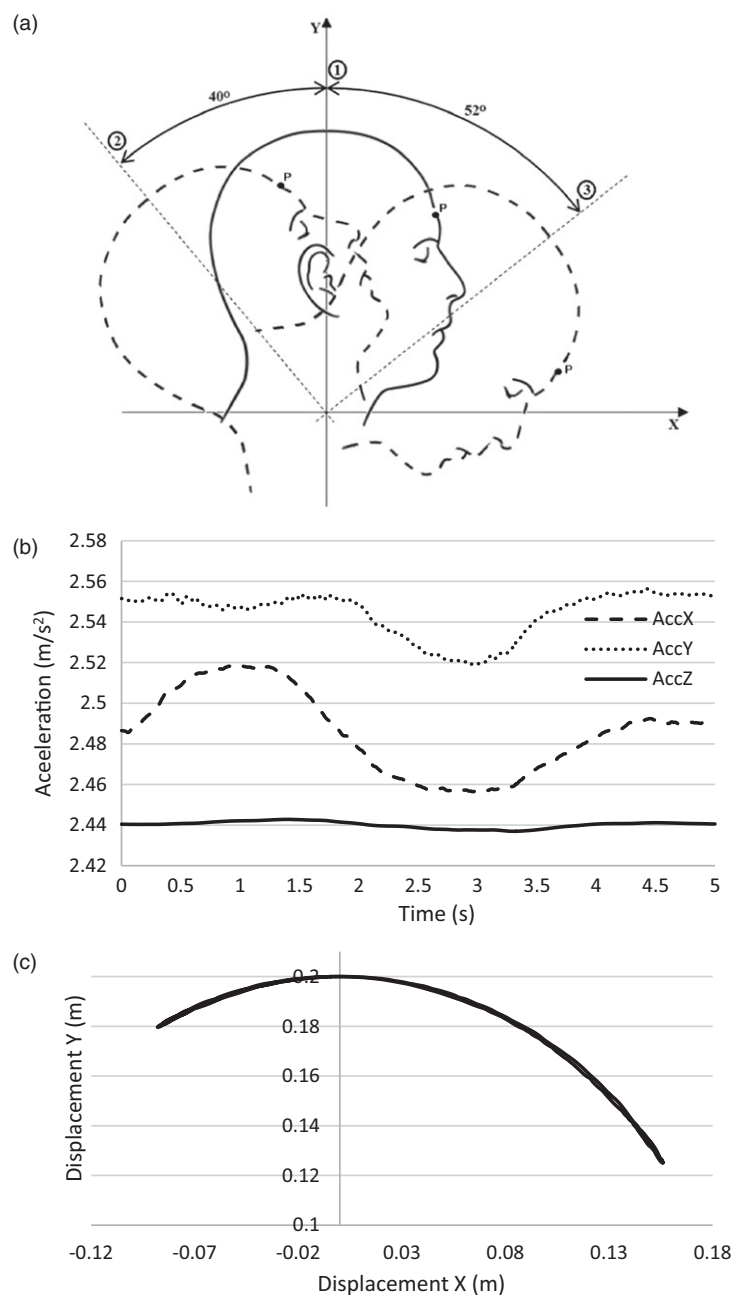 (a)
Y
①
40º
52º
②
③
P
P
P
X
(b)
2.58
2.56
2.54
2.52
2.5
2.48
2.46
2.44
2.42
Aceeleration (m/s²)
AccX
AccY
AccZ
0 0.5 1 1.5 2 2.5 3 3.5 4 4.5 5
Time (s)
(c)
0.2
0.18
0.16
0.14
0.12
0.1
Displacement Y (m)
-0.12 -0.07 -0.02 0.03 0.08 0.13 0.18
Displacement X (m)